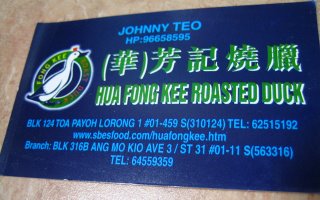 JOHNNY TEO
HP:96658595
(華)芳記燒臘
HUA FONG KEE ROASTED DUCK
BLK 124 TOA PAYOH LORONG 1 #01-459 S(310124) TEL: 62515192
www.sbesfood.com/huafongkee.htm
Branch: BLK 316B ANG MO KIO AVE 3 / ST 31 #01-11 S(563316)
TEL: 64559359